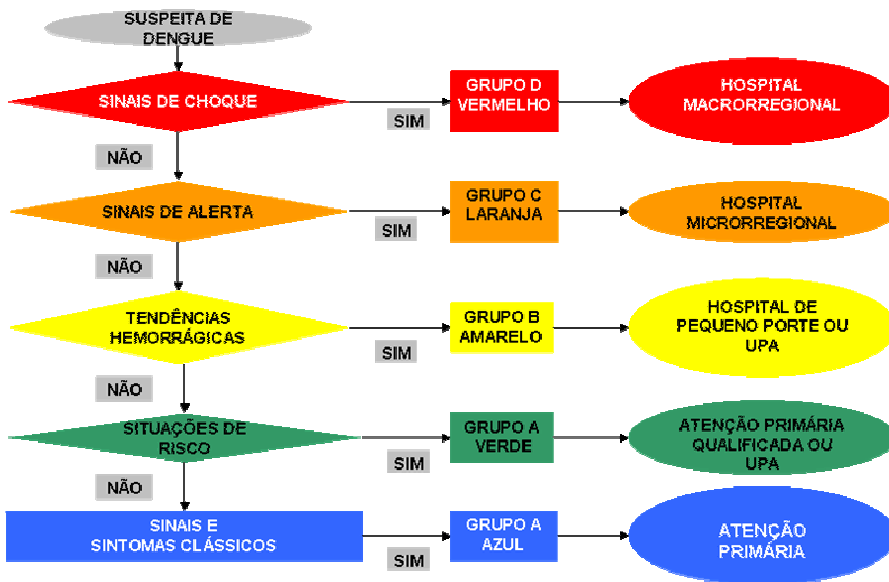 SUSPEITA DE
DENGUE
SINAIS DE CHOQUE
SIM
GRUPO D
VERMELHO
HOSPITAL
MACRORREGIONAL
NÃO
SINAIS DE ALERTA
SIM
GRUPO C
LARANJA
HOSPITAL
MICRORREGIONAL
NÃO
TENDÊNCIAS
HEMORRÁGICAS
SIM
GRUPO B
AMARELO
HOSPITAL DE
PEQUENO PORTE OU
UPA
NÃO
SITUAÇÕES DE
RISCO
SIM
GRUPO A
VERDE
ATENÇÃO PRIMÁRIA
QUALIFICADA OU
UPA
NÃO
SINAIS E
SINTOMAS CLÁSSICOS
SIM
GRUPO A
AZUL
ATENÇÃO
PRIMÁRIA